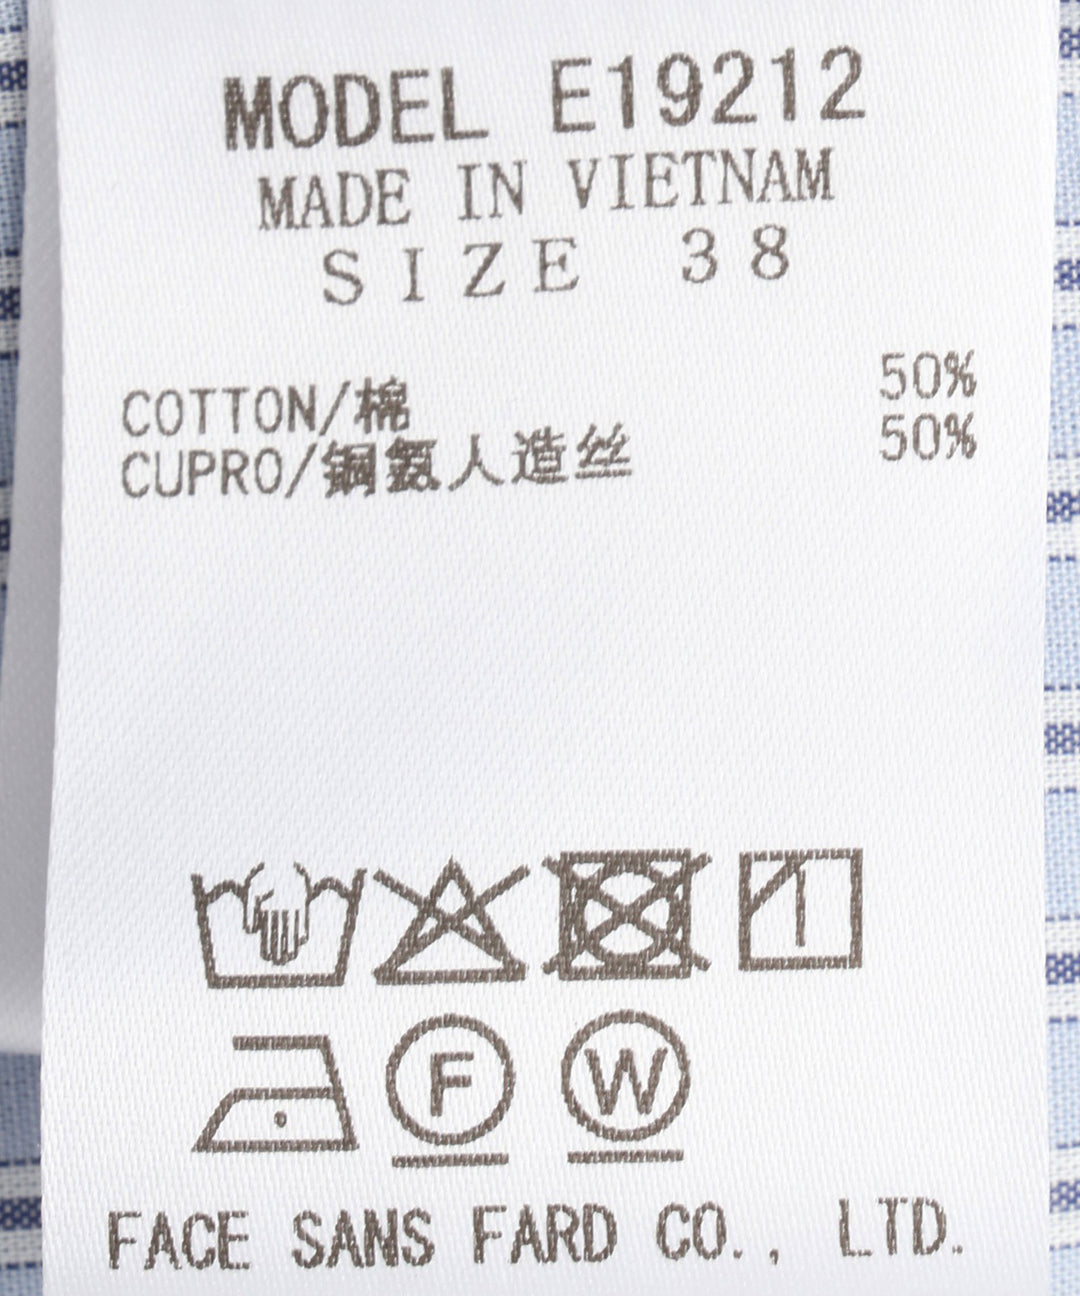 MODEL E19212
MADE IN VIETNAM
SIZE 38
COTTON/棉 50%
CUPRO/铜氨人造丝 50%
F W
FACE SANS FARD CO., LTD.